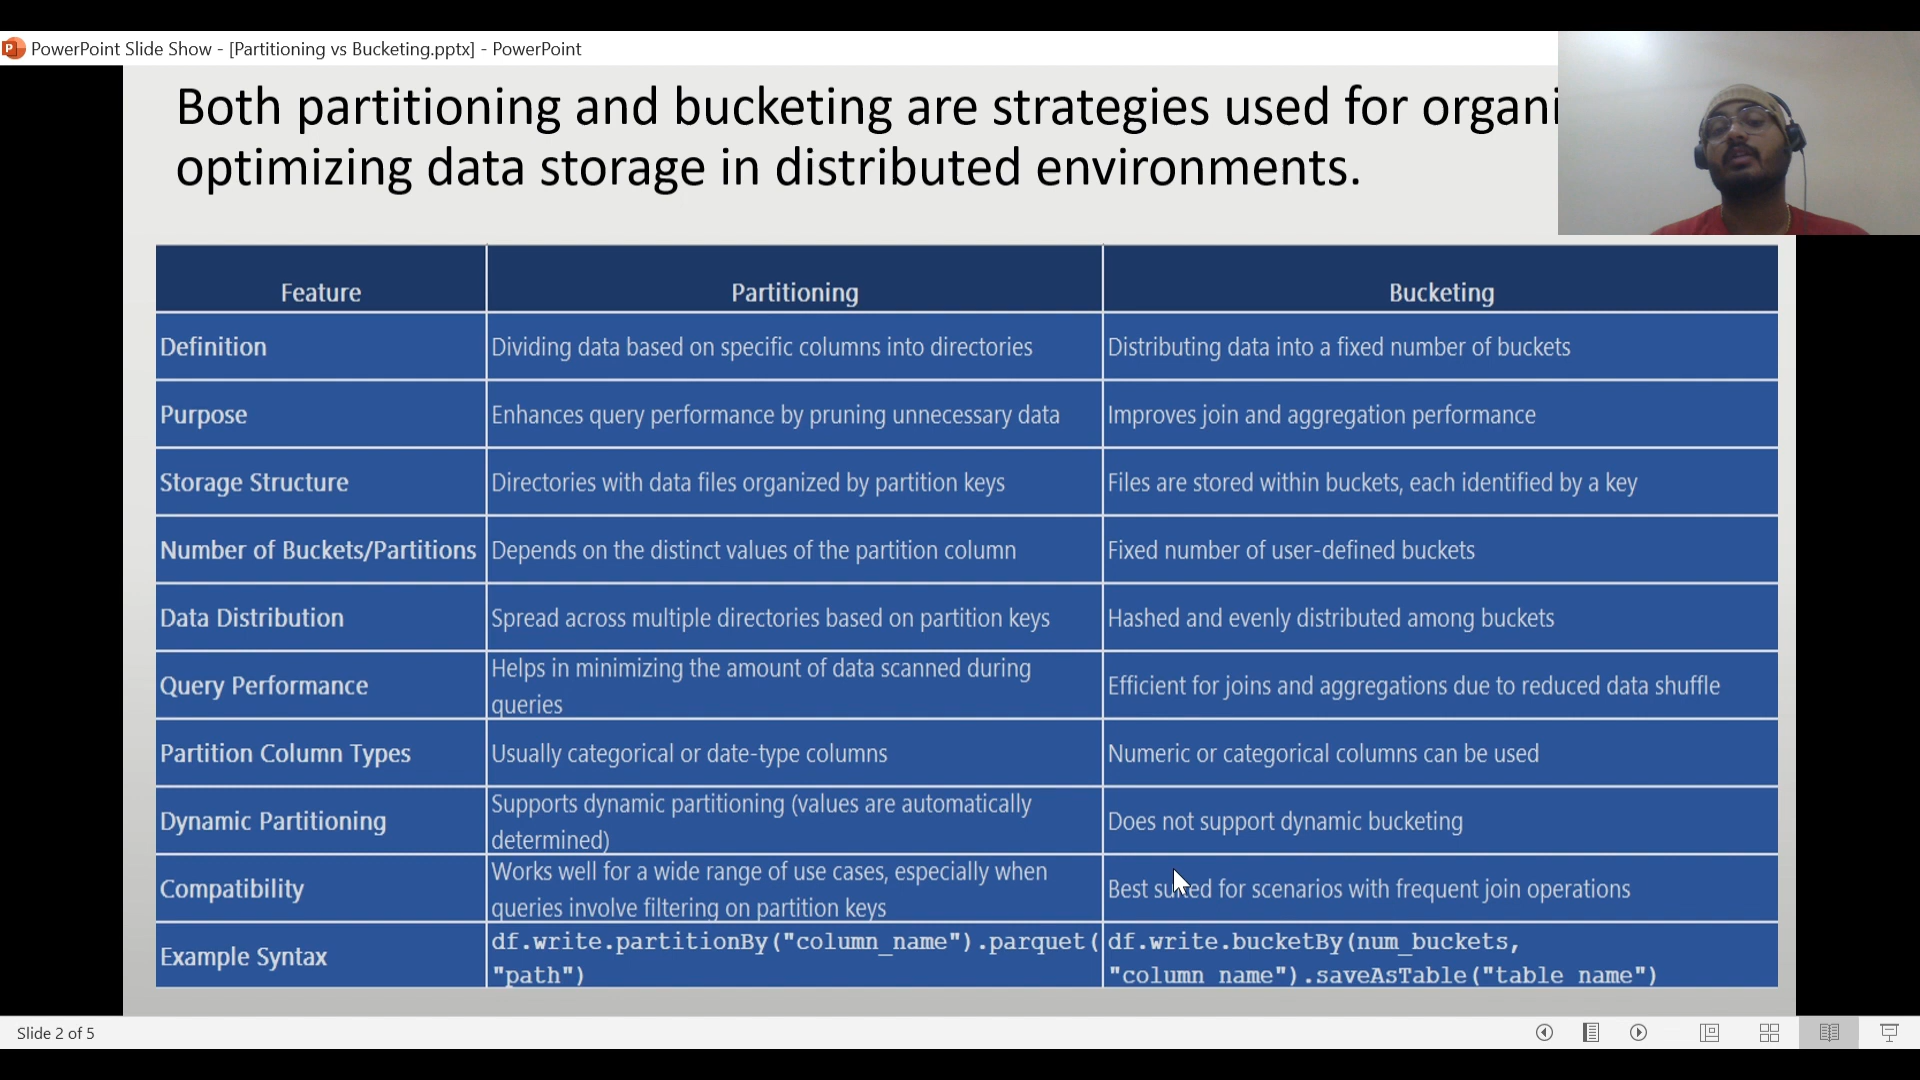 PowerPoint Slide Show - [Partitioning vs Bucketing.pptx] - PowerPoint
Both partitioning and bucketing are strategies used for organi
optimizing data storage in distributed environments.
Feature Partitioning Bucketing
Definition Dividing data based on specific columns into directories Distributing data into a fixed number of buckets
Purpose Enhances query performance by pruning unnecessary data Improves join and aggregation performance
Storage Structure Directories with data files organized by partition keys Files are stored within buckets, each identified by a key
Number of Buckets/Partitions Depends on the distinct values of the partition column Fixed number of user-defined buckets
Data Distribution Spread across multiple directories based on partition keys Hashed and evenly distributed among buckets
Query Performance Helps in minimizing the amount of data scanned during
queries Efficient for joins and aggregations due to reduced data shuffle
Partition Column Types Usually categorical or date-type columns Numeric or categorical columns can be used
Dynamic Partitioning Supports dynamic partitioning (values are automatically
determined) Does not support dynamic bucketing
Compatibility Works well for a wide range of use cases, especially when
queries involve filtering on partition keys Best suited for scenarios with frequent join operations
Example Syntax df.write.partitionBy("column_name").parquet(
"path") df.write.bucketBy(num_buckets,
"column_name").saveAsTable("table_name")
Slide 2 of 5